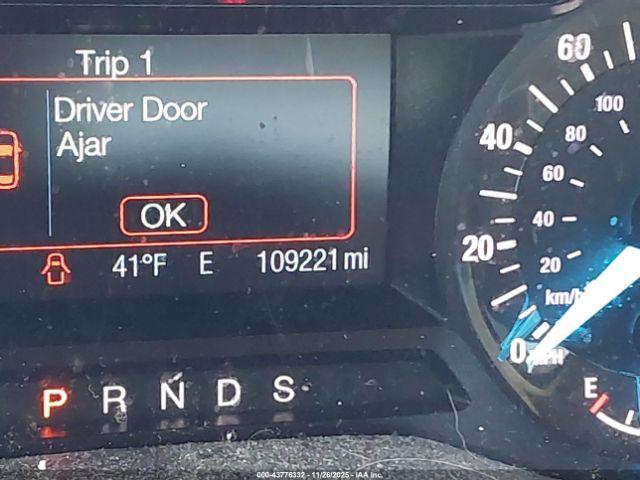 Trip 1
Driver Door
Ajar
OK
41°F E 109221 mi
P R N D S
60
40
20
0
MPH
100
80
60
40
20
km/h
E
000-43776332 - 11/26/2025 - IAA Inc.